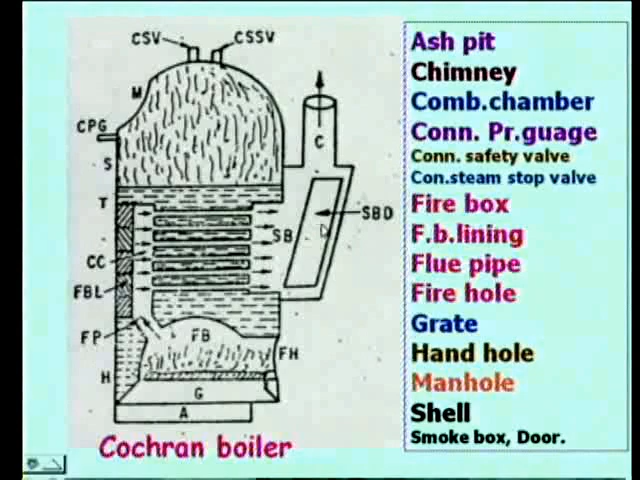 CSV CSSV
M
CPG
S
C
T
SBD
SB
CC
FBL
FP
FB
FH
H
G
A
Cochran boiler
Ash pit
Chimney
Comb.chamber
Conn. Pr.guage
Conn. safety valve
Con.steam stop valve
Fire box
F.b.lining
Flue pipe
Fire hole
Grate
Hand hole
Manhole
Shell
Smoke box, Door.